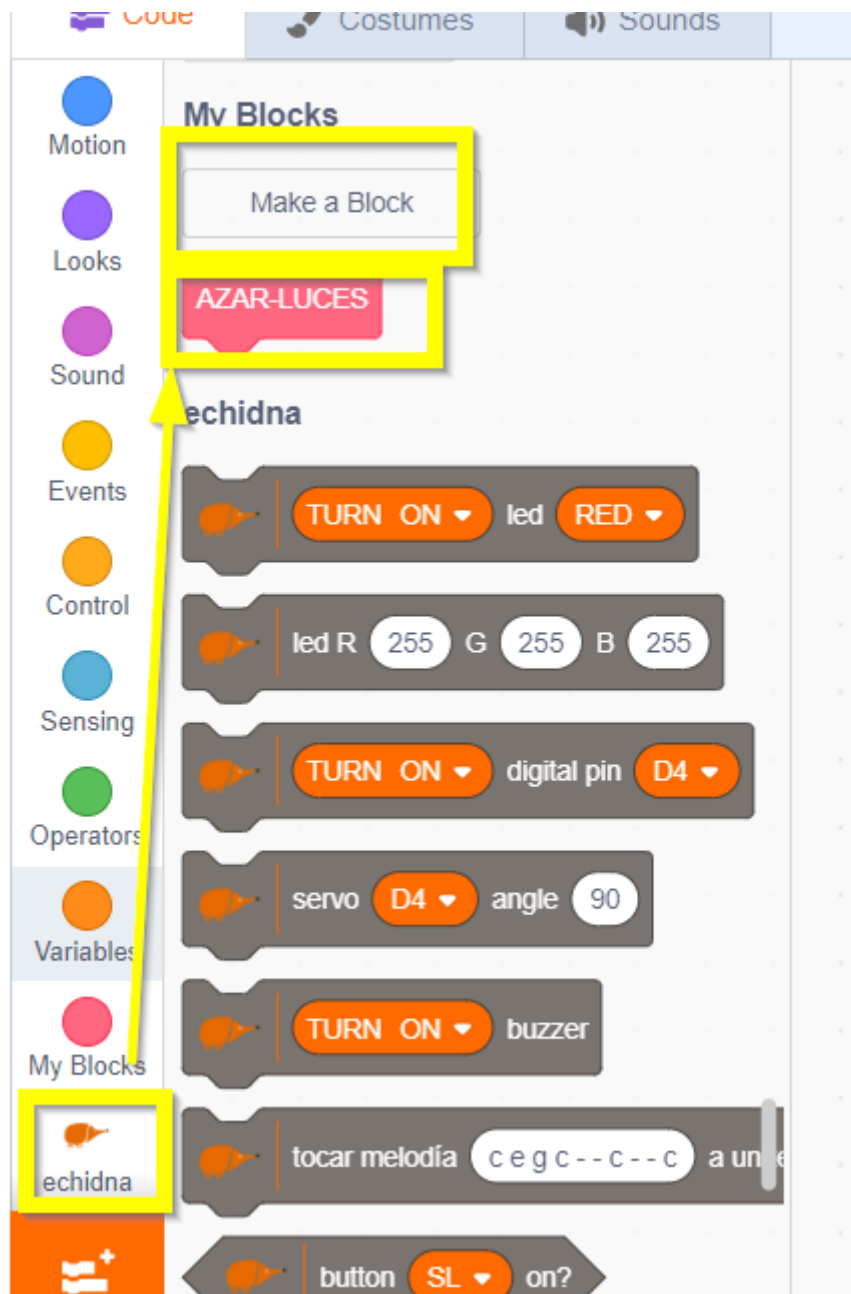 Code
Costumes
Sounds
Motion
Looks
Sound
Events
Control
Sensing
Operators
Variables
My Blocks
echidna
My Blocks
Make a Block
AZAR-LUCES
echidna
TURN ON led RED
led R 255 G 255 B 255
TURN ON digital pin D4
servo D4 angle 90
TURN ON buzzer
tocar melodía c e g c - - c - - c a un
button SL on?